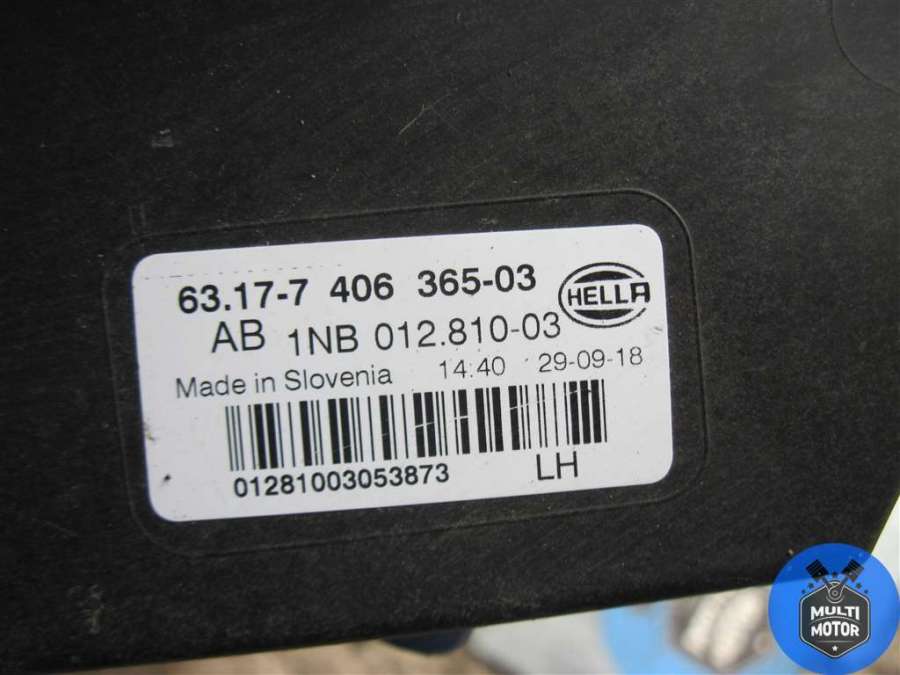 63.17-7 406 365-03
HELLA
AB 1NB 012.810-03
Made in Slovenia 14:40 29-09-18
01281003053873
LH
MULTI
MOTOR